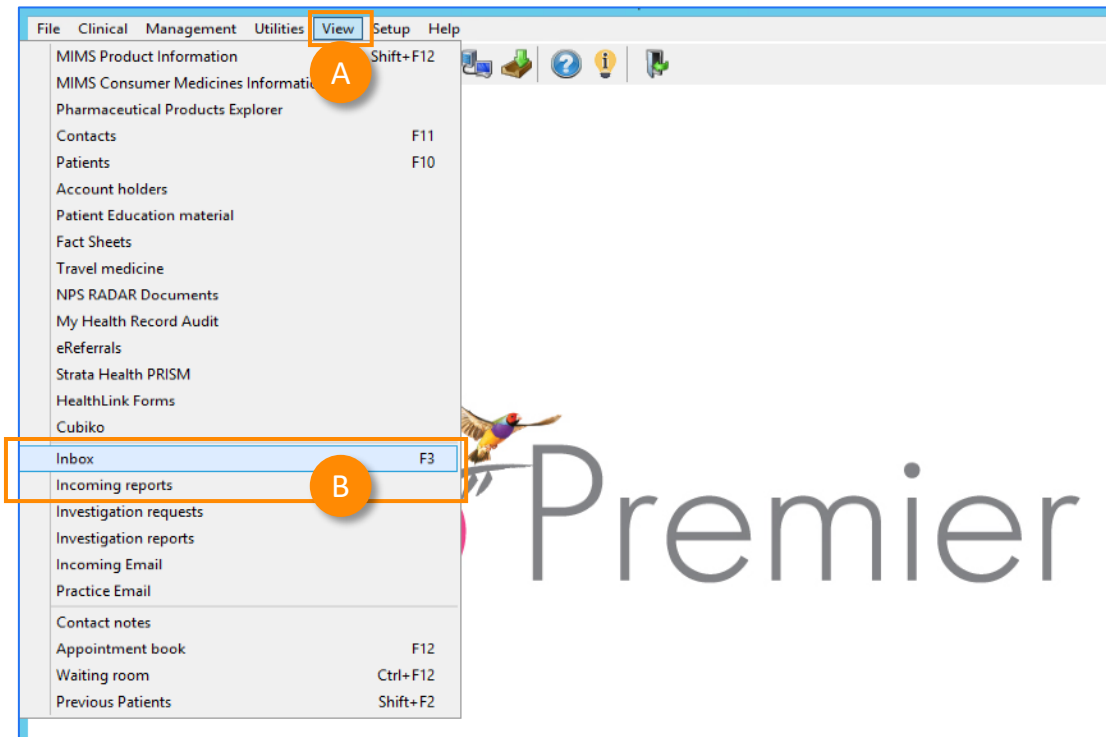 File Clinical Management Utilities View Setup Help
MIMS Product Information Shift+F12
A
MIMS Consumer Medicines
Pharmaceutical Products Explorer
Contacts F11
Patients F10
Account holders
Patient Education material
Fact Sheets
Travel medicine
NPS RADAR Documents
My Health Record Audit
eReferrals
Strata Health PRISM
HealthLink Forms
Cubiko
Inbox F3
Incoming reports
B
Investigation requests
Investigation reports
Incoming Email
Practice Email
Contact notes
Appointment book F12
Waiting room Ctrl+F12
Previous Patients Shift+F2
Premier